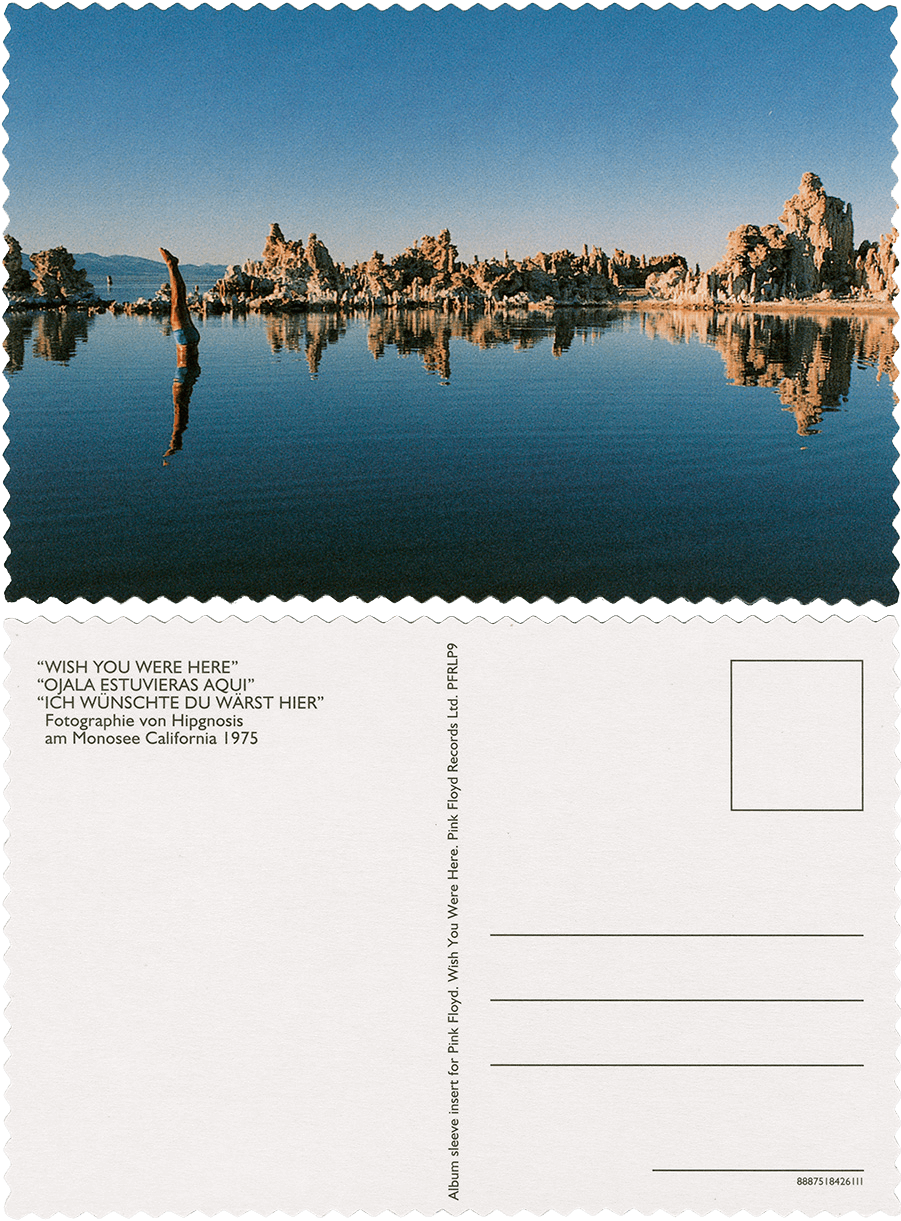 “WISH YOU WERE HERE”
“OJALA ESTUVIERAS AQUI”
“ICH WÜNSCHTE DU WÄRST HIER”
Fotographie von Hipgnosis
am Monosee California 1975
Album sleeve insert for Pink Floyd. Wish You Were Here. Pink Floyd Records Ltd. PFRLP9
88875184261II